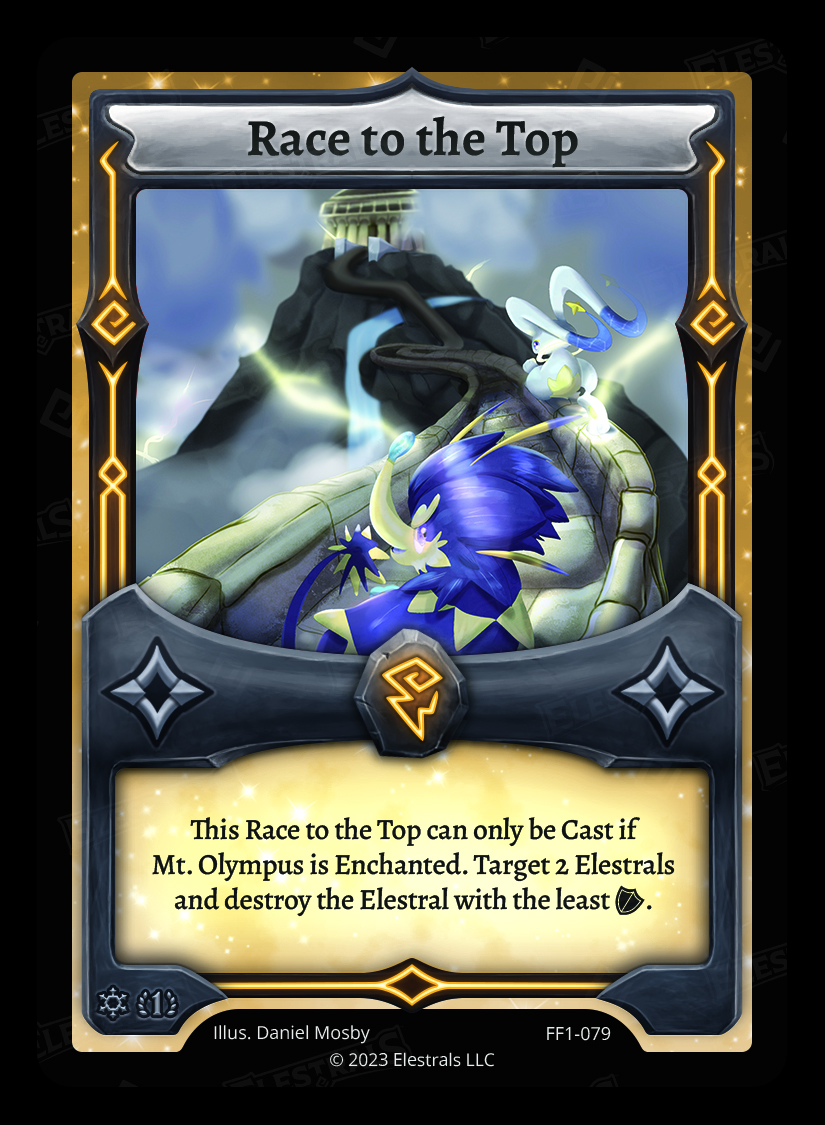 Race to the Top
This Race to the Top can only be Cast if
Mt. Olympus is Enchanted. Target 2 Elestrals
and destroy the Elestral with the least .
1
Illus. Daniel Mosby
FF1-079
© 2023 Elestrals LLC